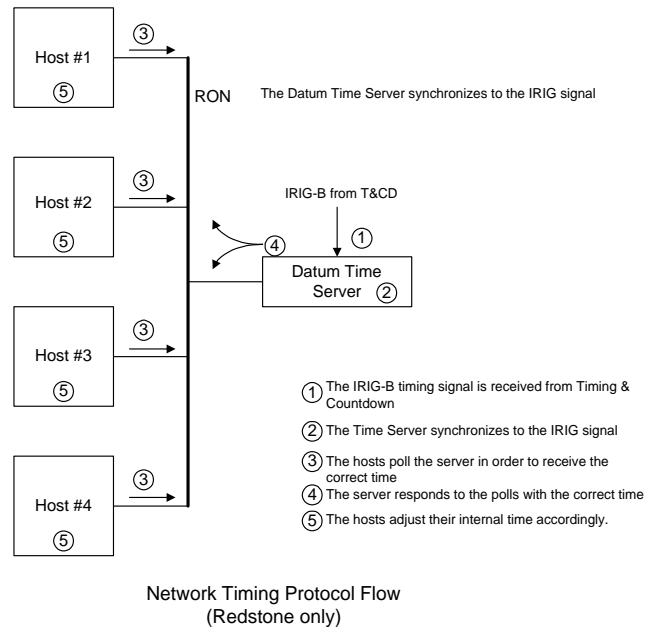 ③
Host #1
⑤
RON
The Datum Time Server synchronizes to the IRIG signal
③
Host #2
⑤
IRIG-B from T&CD
①
④
Datum Time
Server ②
③
Host #3
⑤
③
Host #4
⑤
① The IRIG-B timing signal is received from Timing &
Countdown
② The Time Server synchronizes to the IRIG signal
③ The hosts poll the server in order to receive the
correct time
④ The server responds to the polls with the correct time
⑤ The hosts adjust their internal time accordingly.
Network Timing Protocol Flow
(Redstone only)